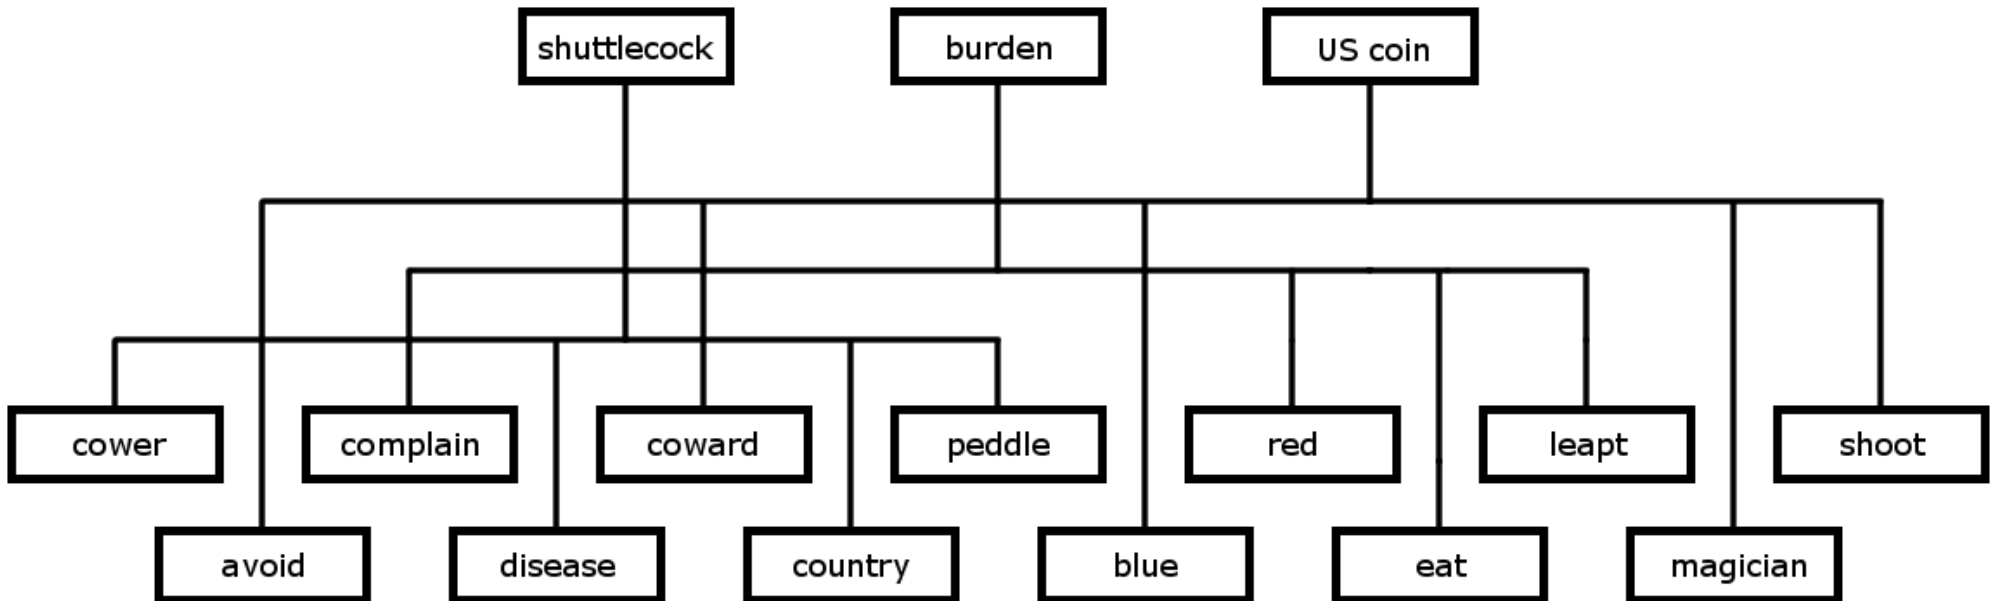 shuttlecock
burden
US coin
cower
complain
coward
peddle
red
leapt
shoot
avoid
disease
country
blue
eat
magician